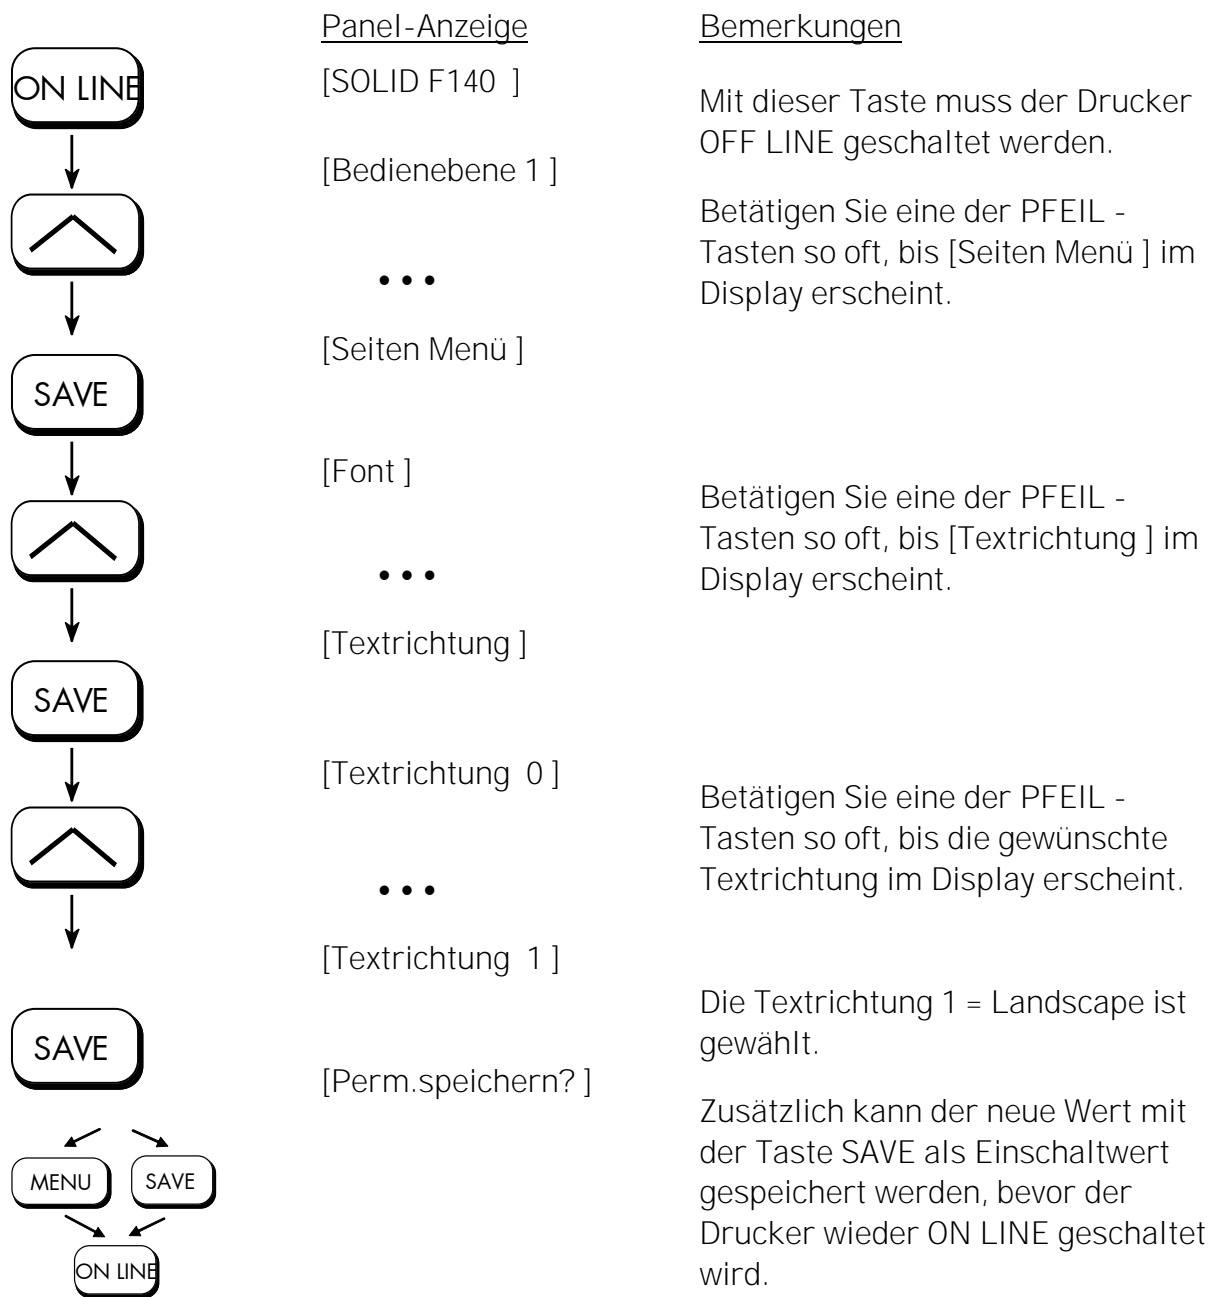 Panel-Anzeige
Bemerkungen
ON LINE
[SOLID F140 ]
Mit dieser Taste muss der Drucker
OFF LINE geschaltet werden.
[Bedienebene 1 ]
Betätigen Sie eine der PFEIL -
Tasten so oft, bis [Seiten Menü ] im
Display erscheint.
•••
[Seiten Menü ]
SAVE
[Font ]
Betätigen Sie eine der PFEIL -
Tasten so oft, bis [Textrichtung ] im
Display erscheint.
•••
[Textrichtung ]
SAVE
[Textrichtung 0 ]
Betätigen Sie eine der PFEIL -
Tasten so oft, bis die gewünschte
Textrichtung im Display erscheint.
•••
[Textrichtung 1 ]
Die Textrichtung 1 = Landscape ist
gewählt.
SAVE
[Perm.speichern? ]
Zusätzlich kann der neue Wert mit
der Taste SAVE als Einschaltwert
gespeichert werden, bevor der
Drucker wieder ON LINE geschaltet
wird.
MENU
SAVE
ON LINE